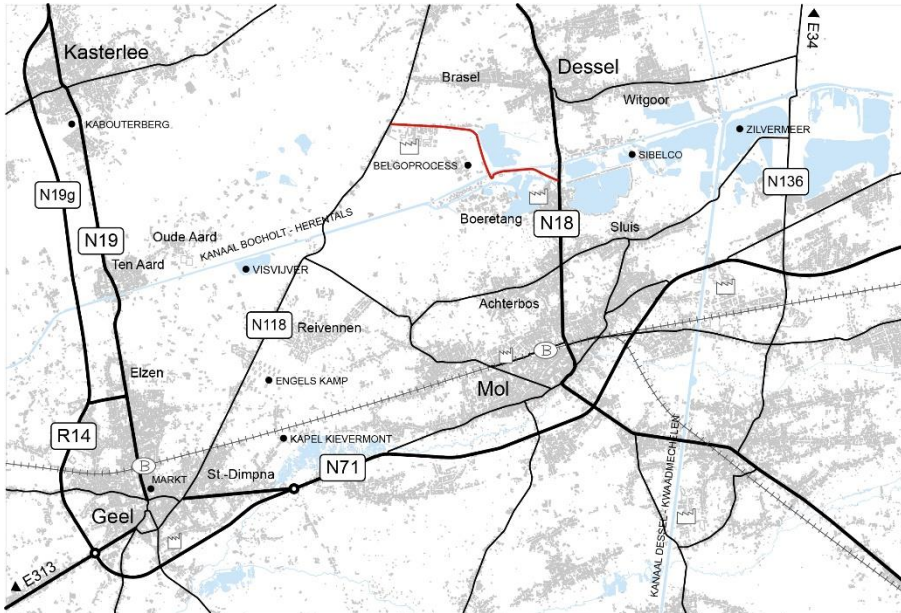 E34
Kasterlee
Brasel
Dessel
Witgoor
KABOUTERBERG
ZILVERMEER
BELGOPROCESS
SIBELCO
N19g
N136
Boeretang
N18
Sluis
N19
Oude Aard
KANAAL BOCHOLT - HERENTALS
Ten Aard
VISVIJVER
Achterbos
N118
Reivennen
B
Elzen
ENGELS KAMP
Mol
R14
KAPEL KIEVERMONT
B
St.-Dimpna
N71
MARKT
Geel
KANAAL DESSEL - KWAADMECHELEN
E313